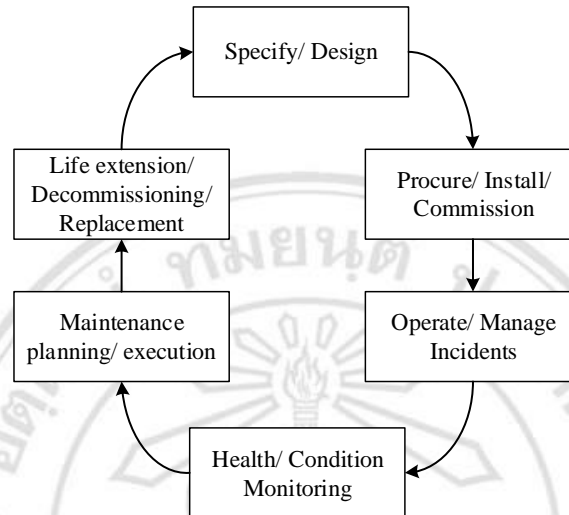 Specify/ Design
Procure/ Install/
Commission
Operate/ Manage
Incidents
Health/ Condition
Monitoring
Maintenance
planning/ execution
Life extension/
Decommissioning/
Replacement